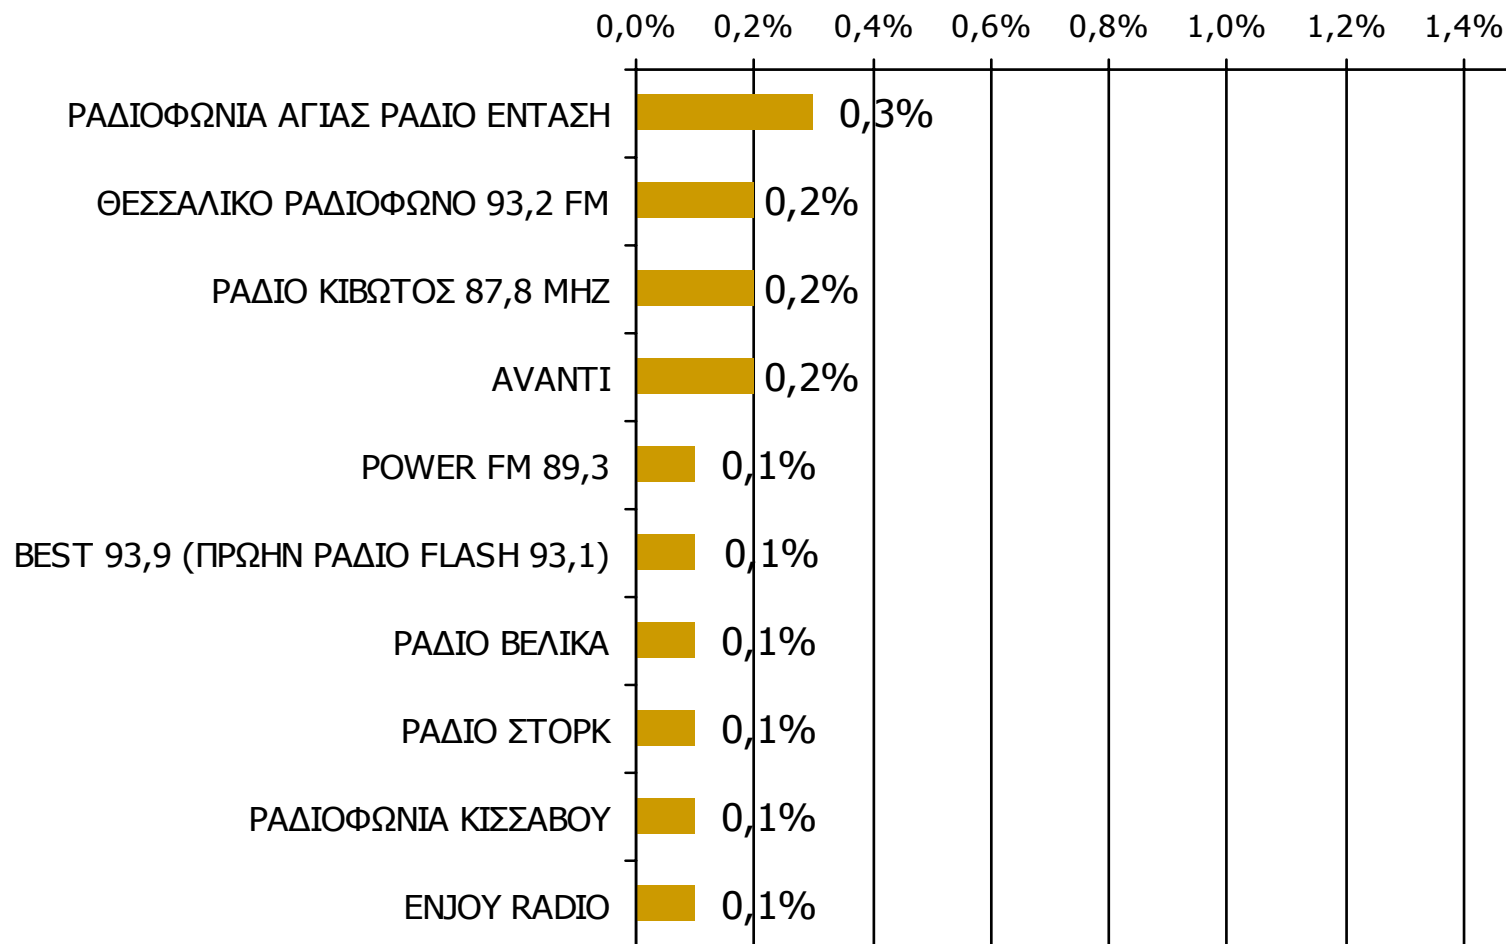 0,0% 0,2% 0,4% 0,6% 0,8% 1,0% 1,2% 1,4%
ΡΑΔΙΟΦΩΝΙΑ ΑΓΙΑΣ ΡΑΔΙΟ ΕΝΤΑΣΗ 0,3%
ΘΕΣΣΑΛΙΚΟ ΡΑΔΙΟΦΩΝΟ 93,2 FM 0,2%
ΡΑΔΙΟ ΚΙΒΩΤΟΣ 87,8 MHZ 0,2%
AVANTI 0,2%
POWER FM 89,3 0,1%
BEST 93,9 (ΠΡΩΗΝ ΡΑΔΙΟ FLASH 93,1) 0,1%
ΡΑΔΙΟ ΒΕΛΙΚΑ 0,1%
ΡΑΔΙΟ ΣΤΟΡΚ 0,1%
ΡΑΔΙΟΦΩΝΙΑ ΚΙΣΣΑΒΟΥ 0,1%
ENJOY RADIO 0,1%